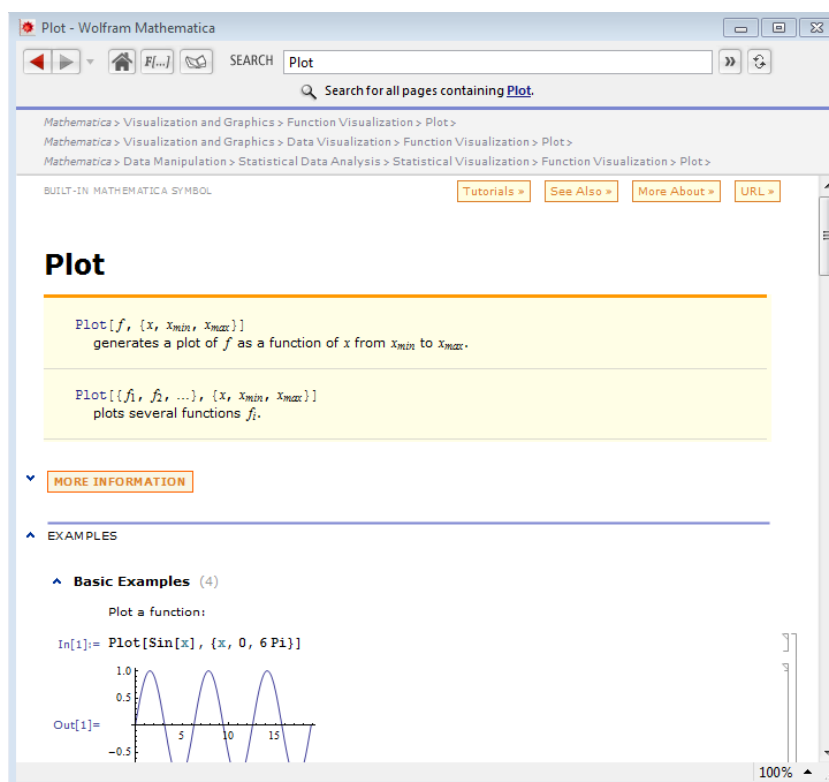 Plot - Wolfram Mathematica
F[...] SEARCH Plot »
Search for all pages containing Plot.
Mathematica > Visualization and Graphics > Function Visualization > Plot >
Mathematica > Visualization and Graphics > Data Visualization > Function Visualization > Plot >
Mathematica > Data Manipulation > Statistical Data Analysis > Statistical Visualization > Function Visualization > Plot >
BUILT-IN MATHEMATICA SYMBOL Tutorials » See Also » More About » URL »
Plot
Plot[f, {x, xmin, xmax}]
generates a plot of f as a function of x from xmin to xmax.
Plot[{f1, f2, …}, {x, xmin, xmax}]
plots several functions fi.
MORE INFORMATION
EXAMPLES
Basic Examples (4)
Plot a function:
In[1]:= Plot[Sin[x], {x, 0, 6 Pi}]
1.0
0.5
Out[1]= 5 10 15
−0.5
100%